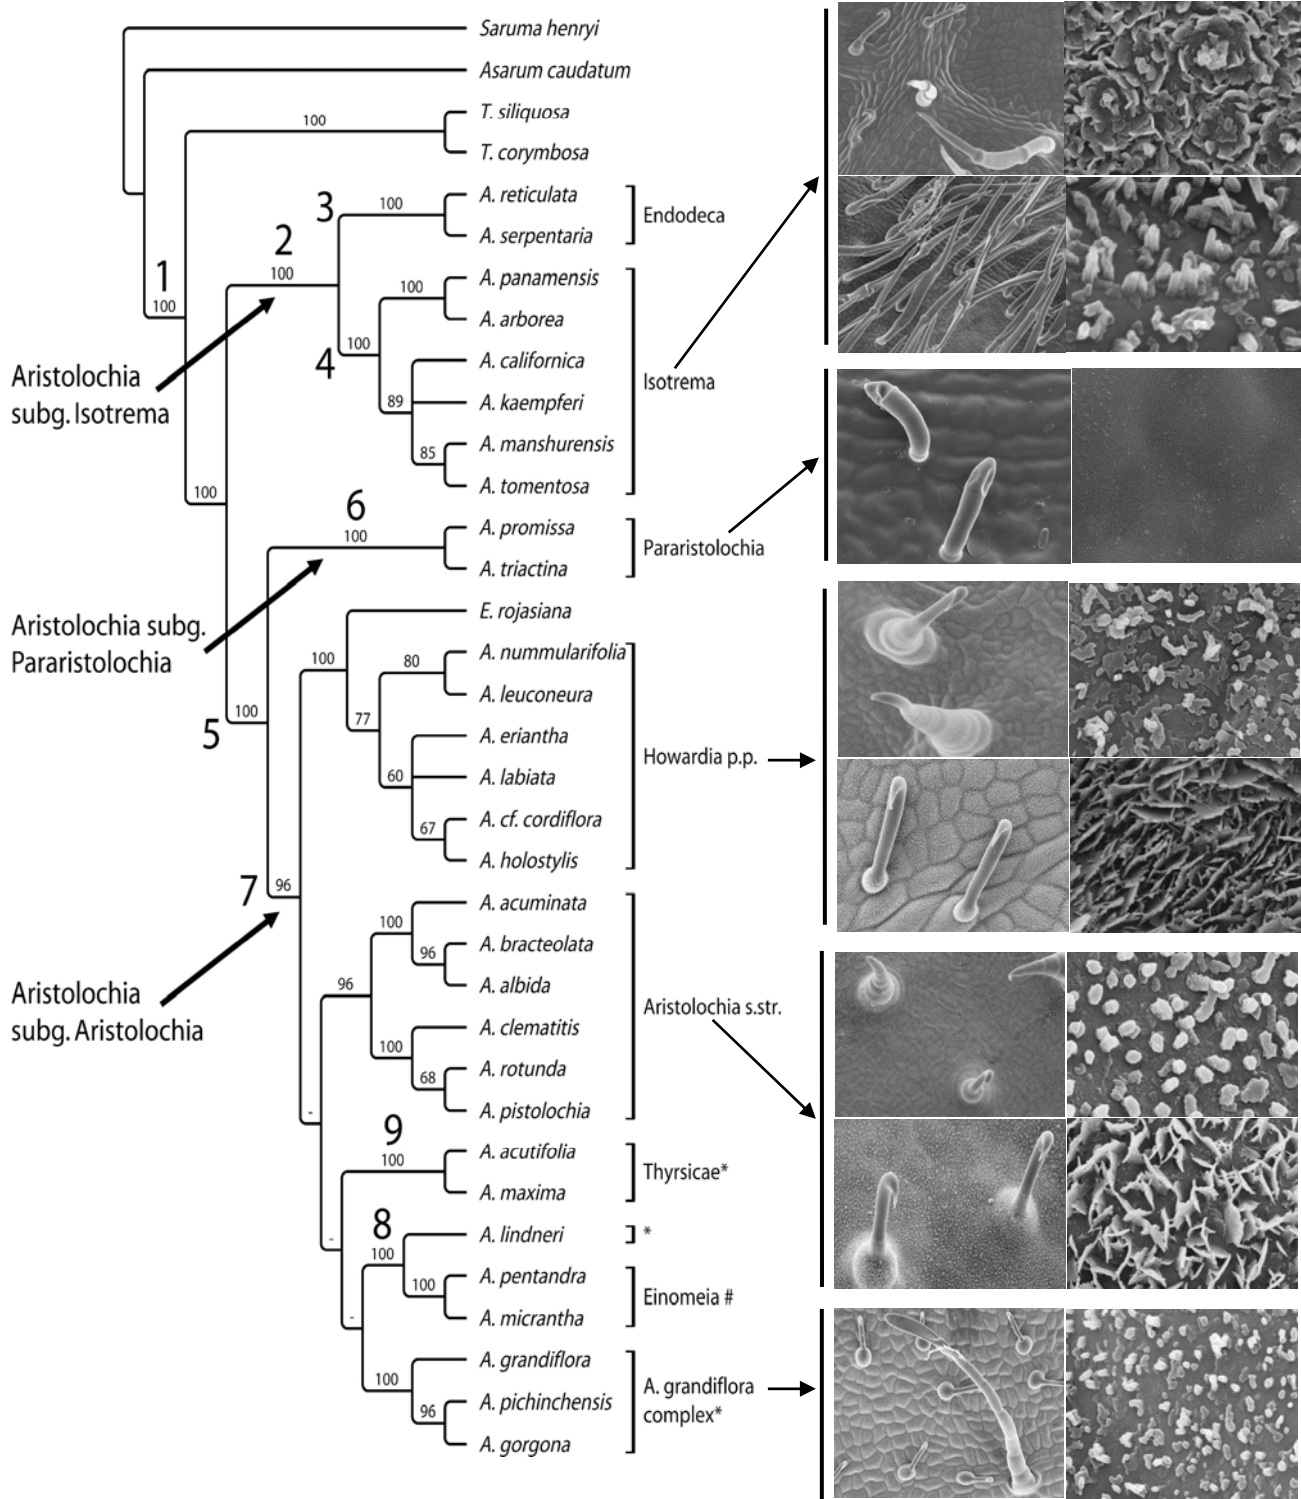 Saruma henryi
Asarum caudatum
T. siliquosa
100
T. corymbosa
A. reticulata
3
100
Endodeca
A. serpentaria
2
100
1
100
A. panamensis
100
A. arborea
100
4
A. californica
Isotrema
89
A. kaempferi
A. manshurensis
85
A. tomentosa
Aristolochia
subg. Isotrema
100
6
A. promissa
100
Pararistolochia
A. triactina
Aristolochia subg.
Pararistolochia
E. rojasiana
100
A. nummularifolia
80
A. leuconeura
100
5
77
A. eriantha
Howardia p.p.
60
A. labiata
A. cf. cordiflora
67
A. holostylis
7
96
A. acuminata
100
A. bracteolata
96
A. albida
96
Aristolochia s.str.
Aristolochia
subg. Aristolochia
A. clematitis
100
A. rotunda
68
A. pistolochia
-
9
A. acutifolia
100
Thyrsicae*
A. maxima
8
A. lindneri
*
-
100
A. pentandra
100
Einomeia #
A. micrantha
-
A. grandiflora
100
A. grandiflora
complex*
A. pichinchensis
96
A. gorgona